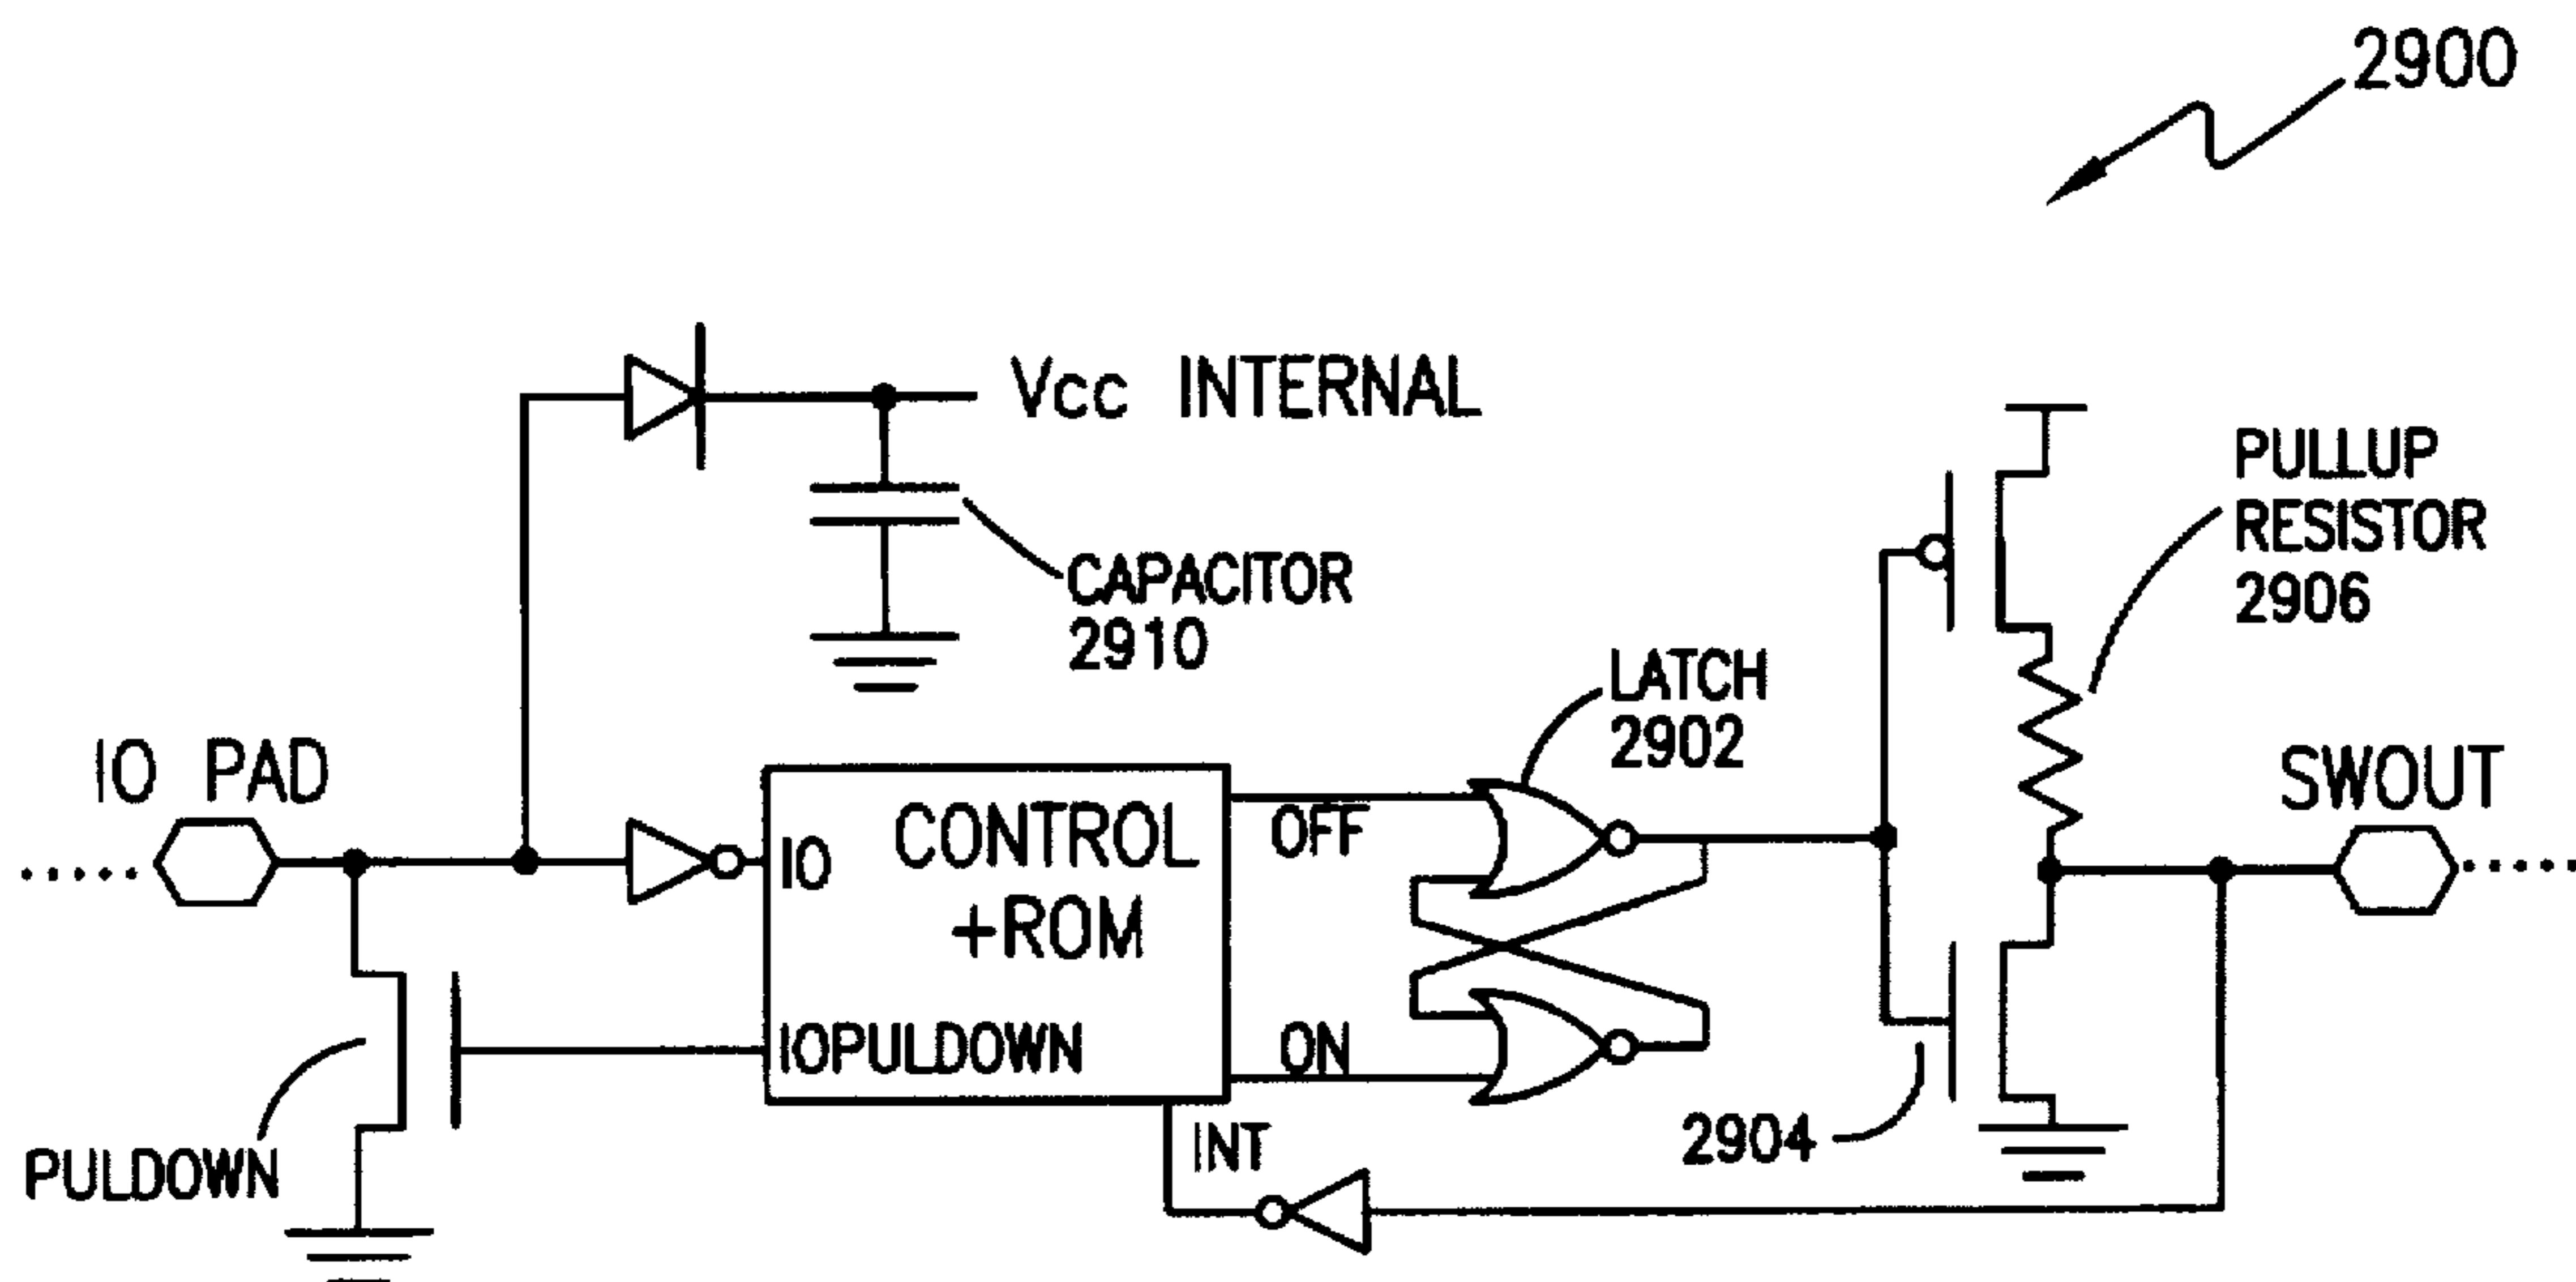 2900
Vcc INTERNAL
PULLUP
RESISTOR
2906
CAPACITOR
2910
LATCH
2902
IO PAD
SWOUT
CONTROL
+ROM
IO
OFF
IOPULDOWN
ON
INT
2904
PULDOWN